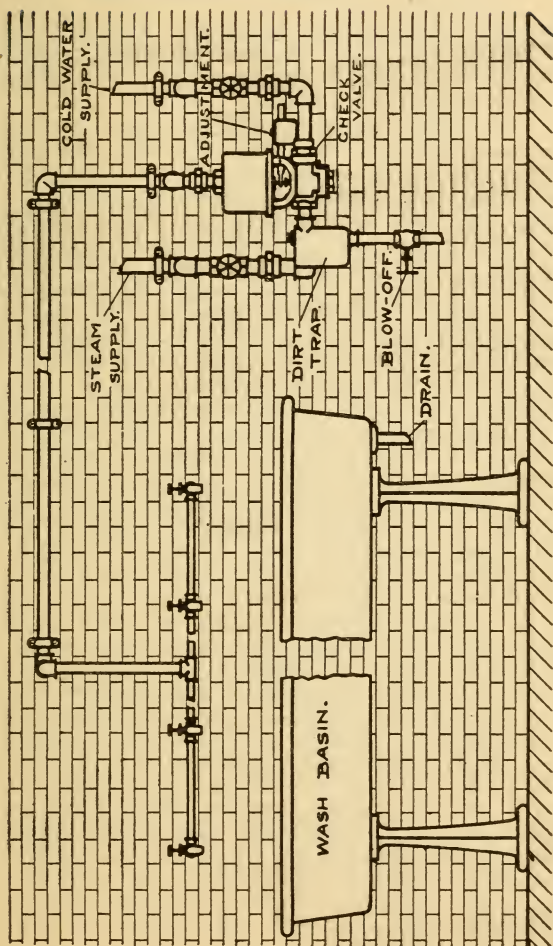 COLD WATER
SUPPLY.
ADJUSTMENT.
CHECK
VALVE.
STEAM
SUPPLY.
DIRT
TRAP.
BLOW-OFF.
DRAIN.
WASH BASIN.